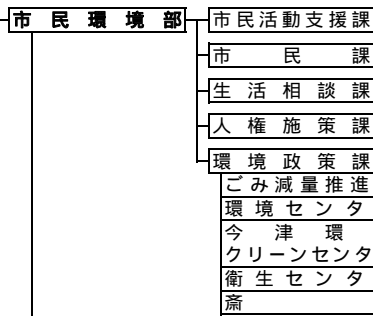 市民環境部
市民活動支援課
市民課
生活相談課
人権施策課
環境政策課
ごみ減量推進
環境センタ
今津環
クリーンセンタ
衛生センタ
斎